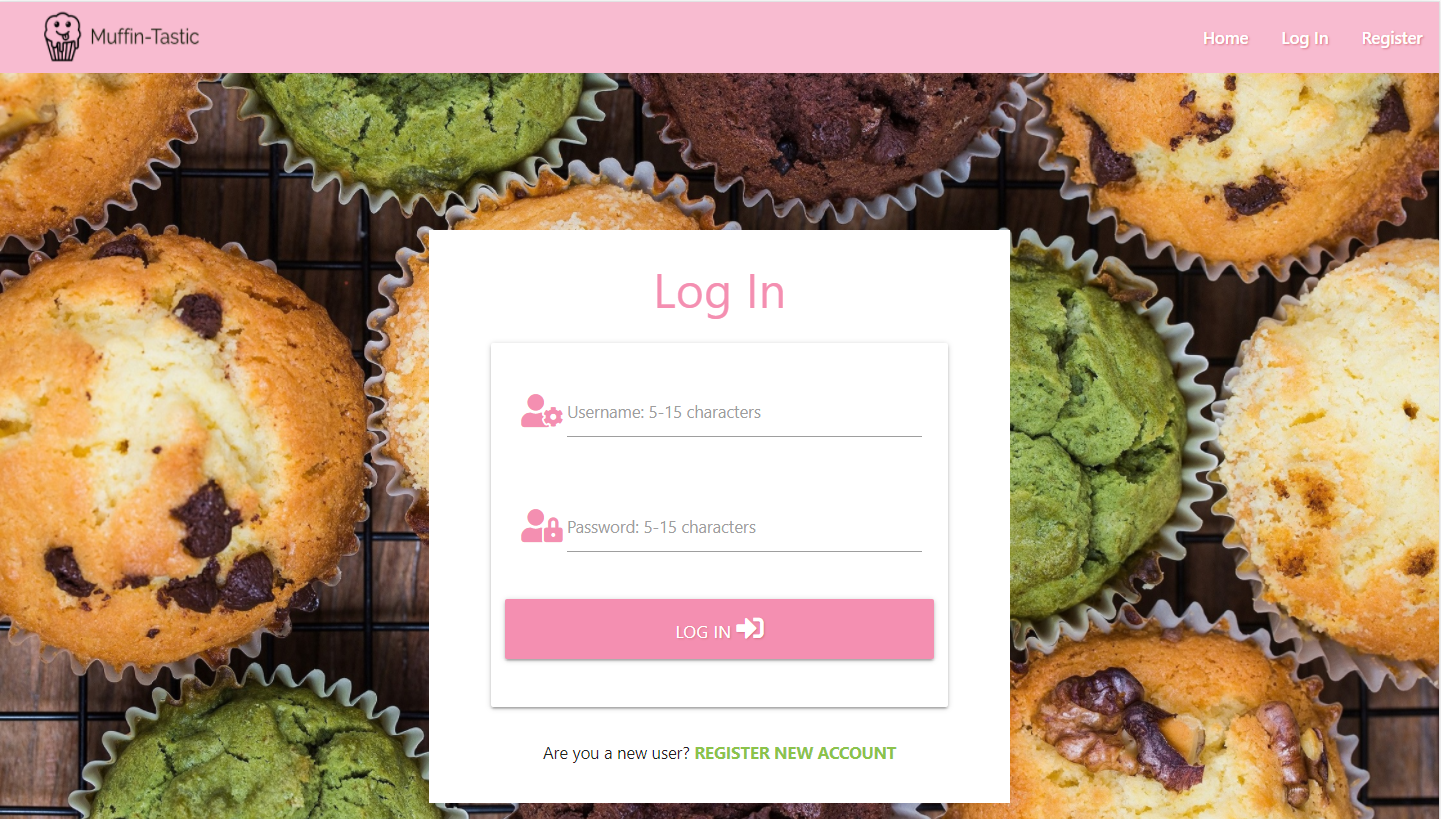 Muffin-Tastic
Home Log In Register
Log In
Username: 5-15 characters
Password: 5-15 characters
LOG IN
Are you a new user? REGISTER NEW ACCOUNT